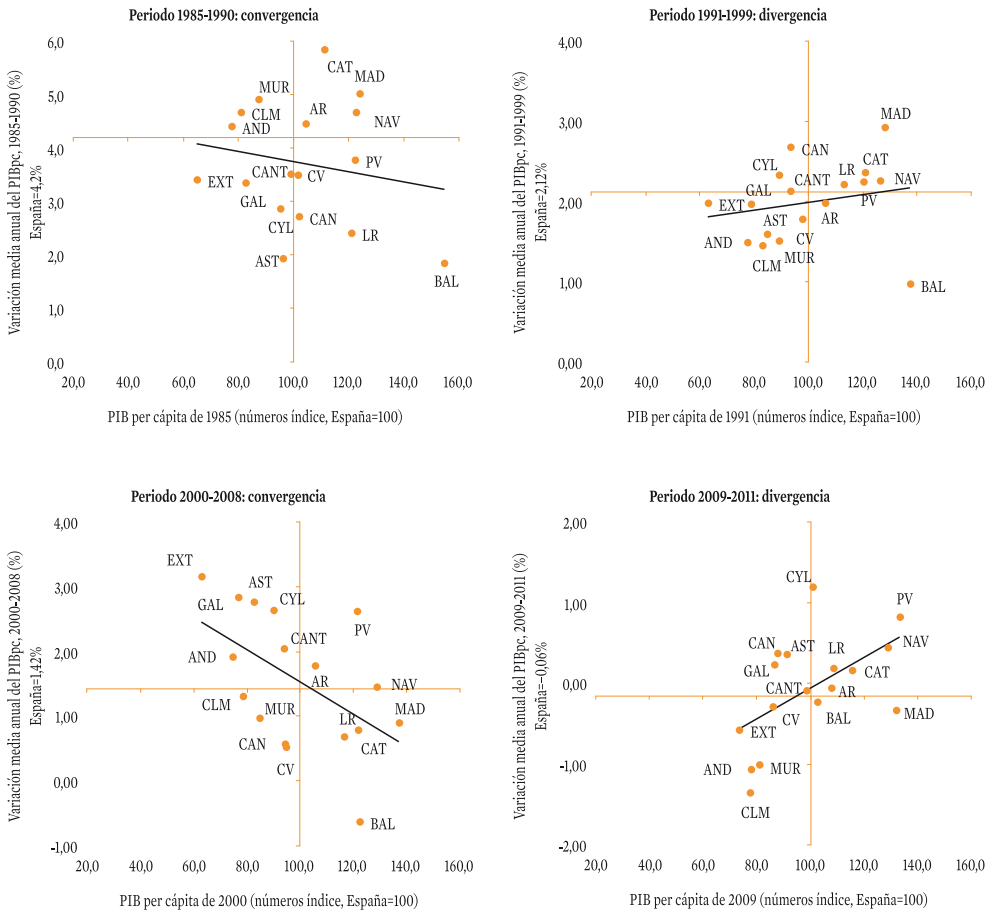 Periodo 1985-1990: convergencia
Variación media anual del PIBpc, 1985-1990 (%)
España=4,2%
6,0
5,0
4,0
3,0
2,0
1,0
0,00
20,0 40,0 60,0 80,0 100,0 120,0 140,0 160,0
CAT
MAD
MUR
CLM
AR
NAV
AND
PV
EXT
CANT
CV
GAL
CYL
CAN
LR
AST
BAL
PIB per cápita de 1985 (números índice, España=100)
Periodo 1991-1999: divergencia
Variación media anual del PIBpc, 1991-1999 (%)
España=2,12%
4,00
3,00
2,00
1,00
0,00
20,0 40,0 60,0 80,0 100,0 120,0 140,0 160,0
MAD
CAN
CYL
LR
CAT
CANT
NAV
GAL
EXT
PV
AST
AR
AND
CV
MUR
CLM
BAL
PIB per cápita de 1991 (números índice, España=100)
Periodo 2000-2008: convergencia
Variación media anual del PIBpc, 2000-2008 (%)
España=1,42%
4,00
3,00
2,00
1,00
0,00
-1,00
20,0 40,0 60,0 80,0 100,0 120,0 140,0 160,0
EXT
AST
GAL
CYL
PV
CANT
AND
AR
NAV
CLM
MUR
LR
MAD
CAN
CAT
CV
BAL
PIB per cápita de 2000 (números índice, España=100)
Periodo 2009-2011: divergencia
Variación media anual del PIBpc, 2009-2011 (%)
España=-0,06%
2,00
1,00
0,00
-1,00
-2,00
20,0 40,0 60,0 80,0 100,0 120,0 140,0 160,0
CYL
PV
CAN
AST
LR
NAV
GAL
CAT
CANT
AR
CV
BAL
MAD
EXT
AND
MUR
CLM
PIB per cápita de 2009 (números índice, España=100)